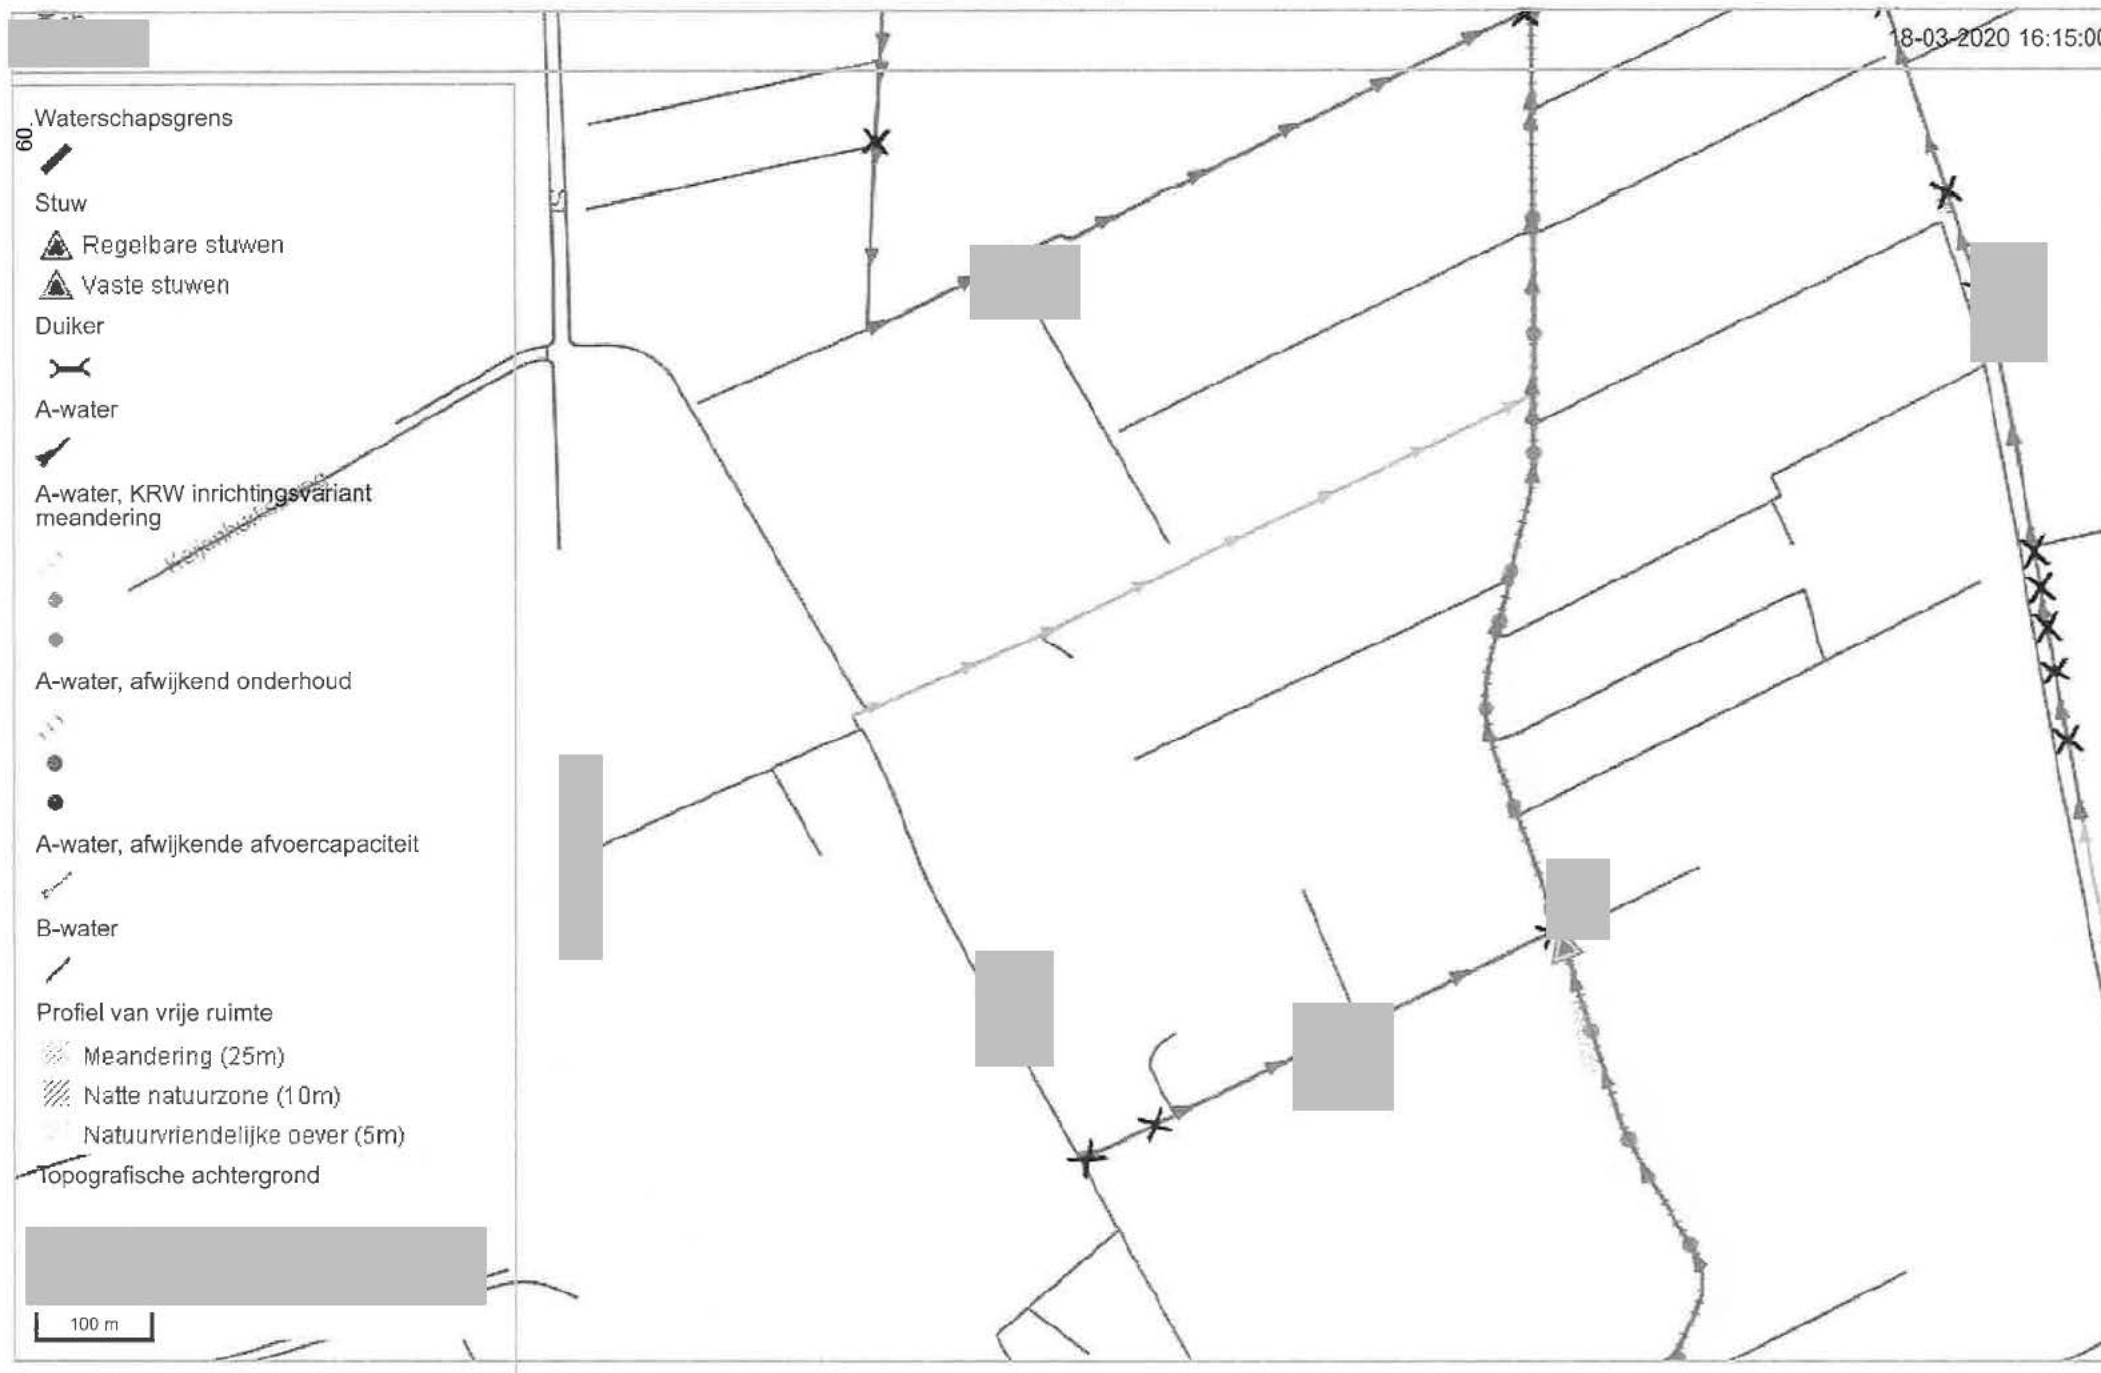 18-03-2020 16:15:00
60
Waterschapsgrens
Stuw
Regelbare stuwen
Vaste stuwen
Duiker
A-water
A-water, KRW inrichtingsvariant
meandering
A-water, afwijkend onderhoud
A-water, afwijkende afvoercapaciteit
B-water
Profiel van vrije ruimte
Meandering (25m)
Natte natuurzone (10m)
Natuurvriendelijke oever (5m)
Topografische achtergrond
100 m